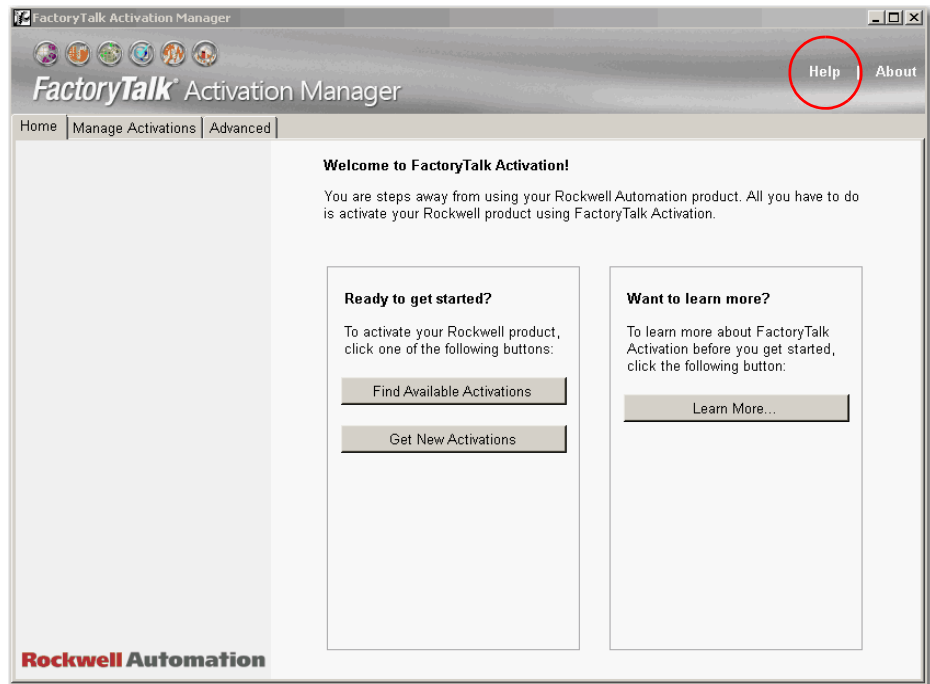 FactoryTalk Activation Manager
FactoryTalk® Activation Manager
Help | About
Home
Manage Activations
Advanced
Welcome to FactoryTalk Activation!
You are steps away from using your Rockwell Automation product. All you have to do
is activate your Rockwell product using FactoryTalk Activation.
Ready to get started?
To activate your Rockwell product,
click one of the following buttons:
Find Available Activations
Get New Activations
Want to learn more?
To learn more about FactoryTalk
Activation before you get started,
click the following button:
Learn More...
Rockwell Automation